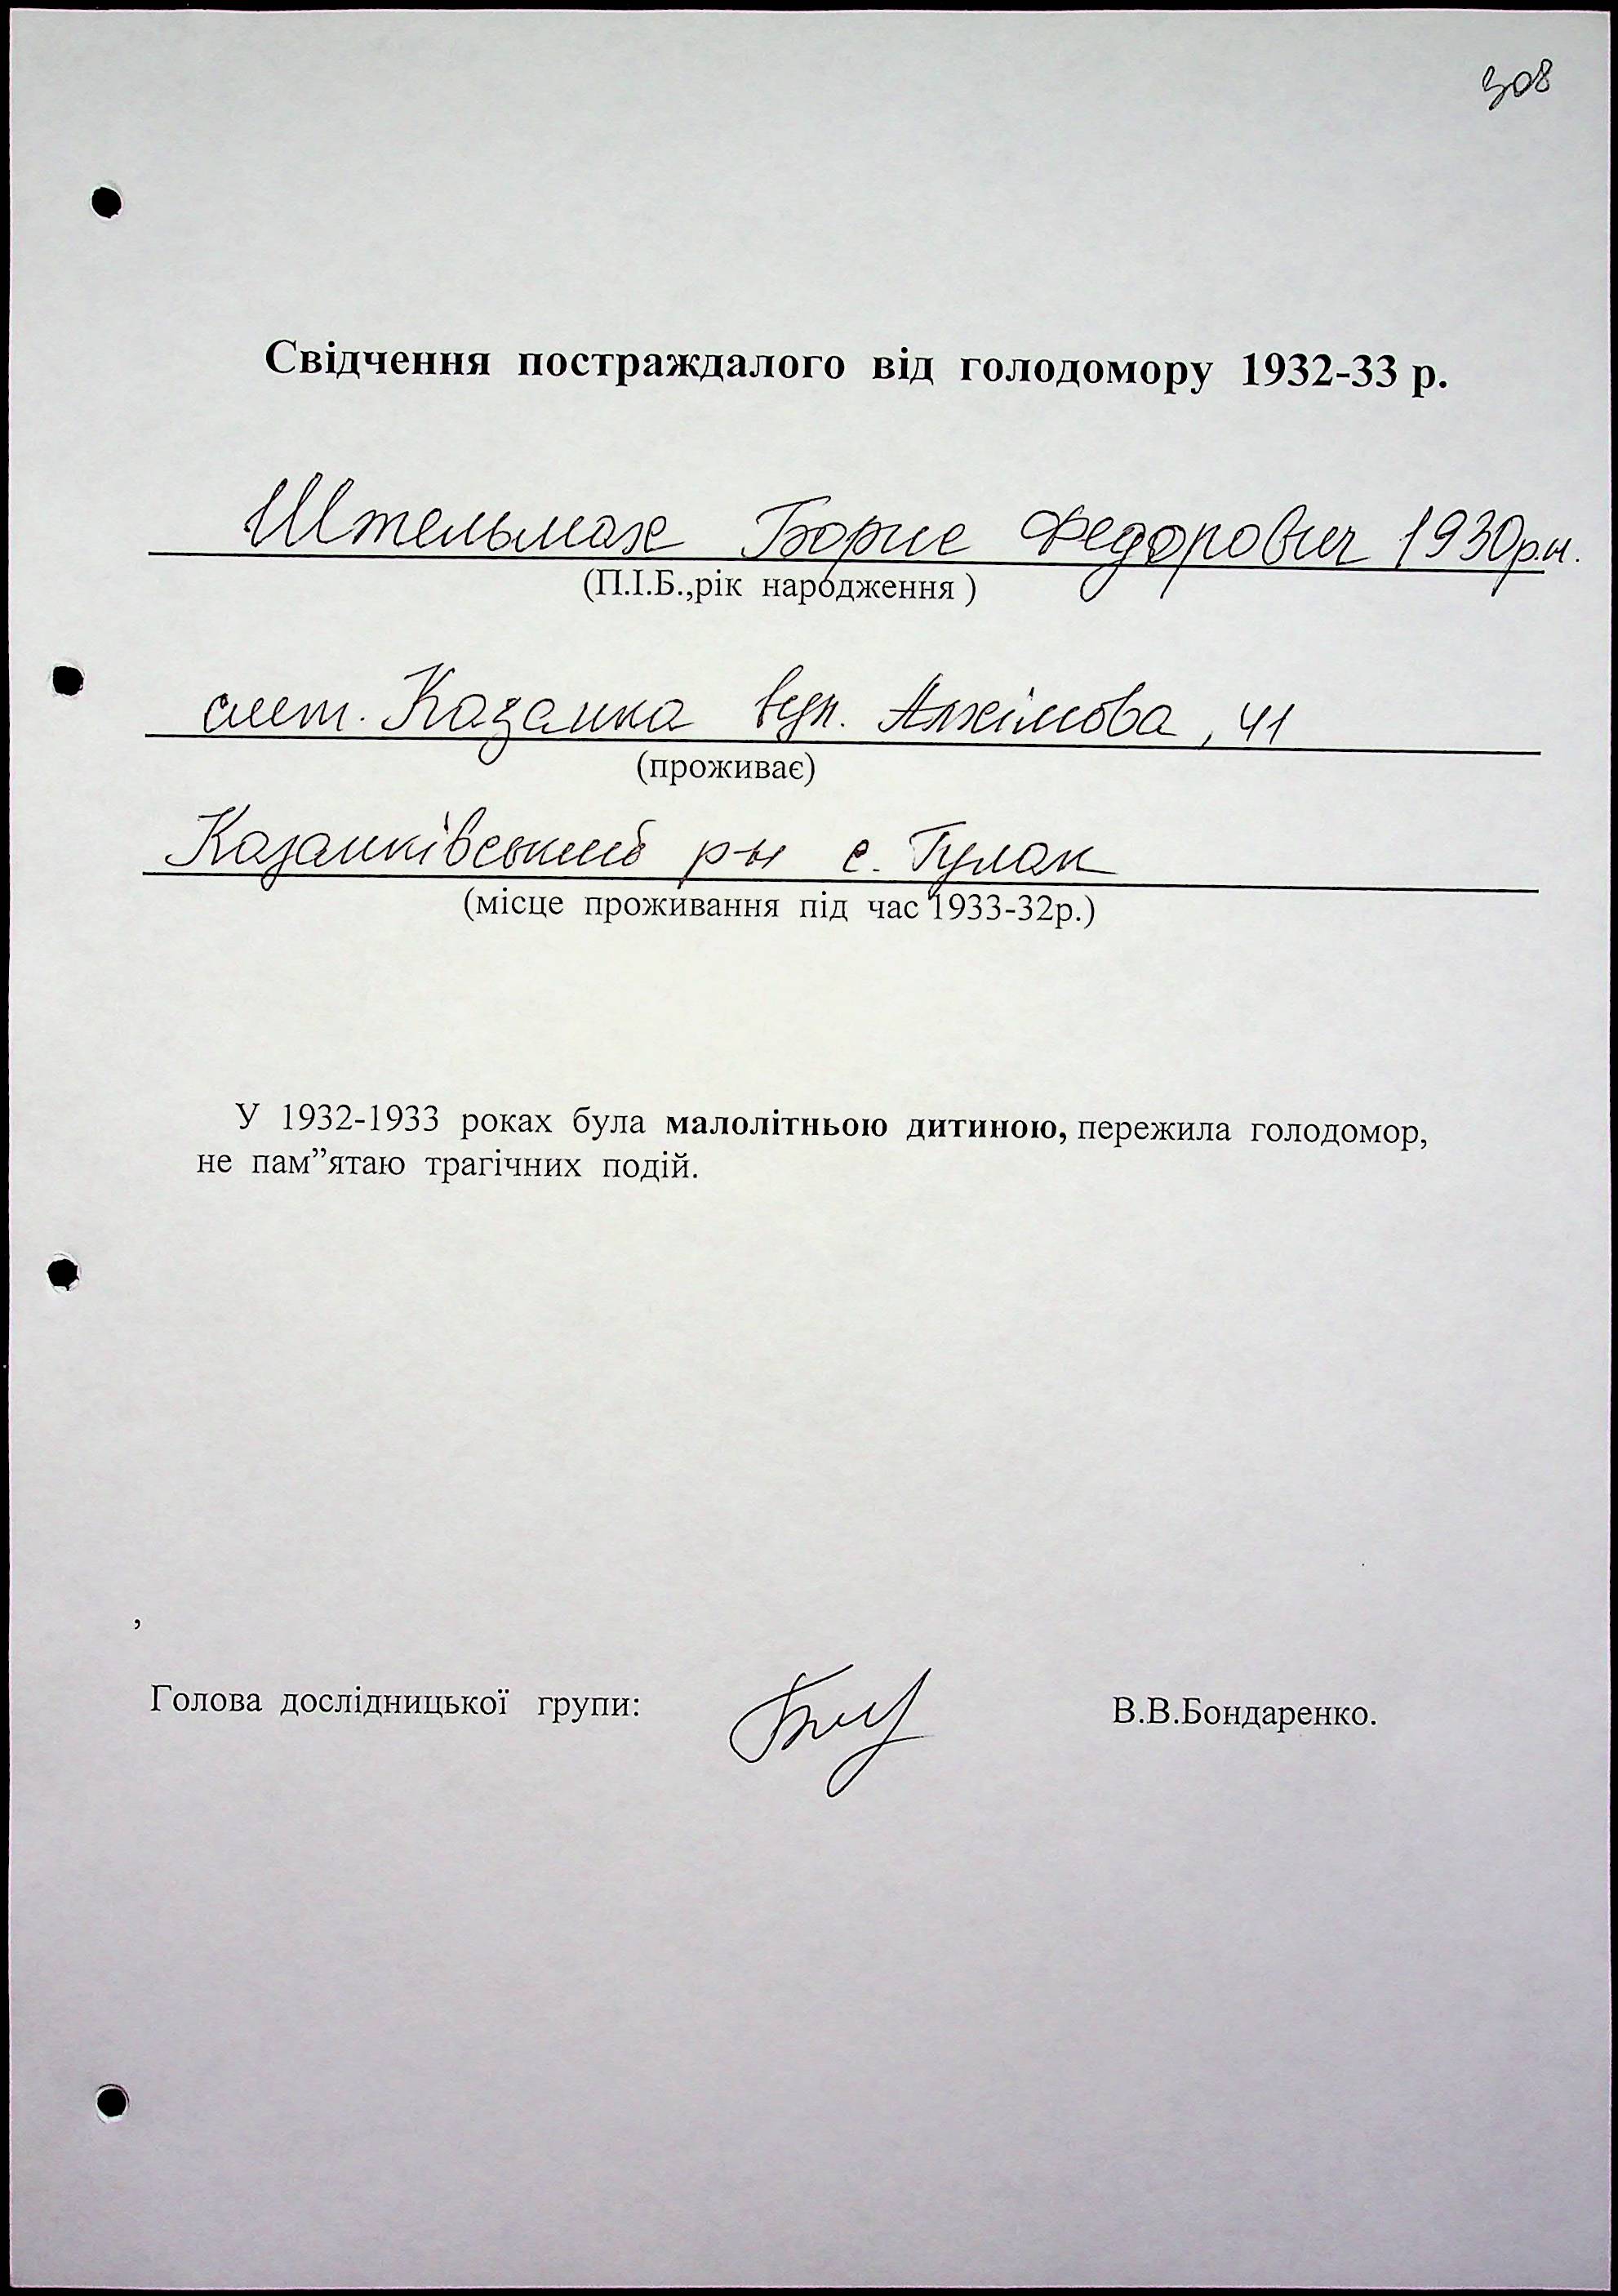 308
Свідчення постраждалого від голодомору 1932-33 р.
Штельмах Борис Федорович 1930р.н.
(П.І.Б.,рік народження )
смт. Казанка вул. , 41
(проживає)
Казанківський р-н с. Гулак
(місце проживання під час 1933-32р.)
У 1932-1933 роках була малолітньою дитиною, пережила голодомор,
не пам”ятаю трагічних подій.
,
Голова дослідницької групи: В.В.Бондаренко.